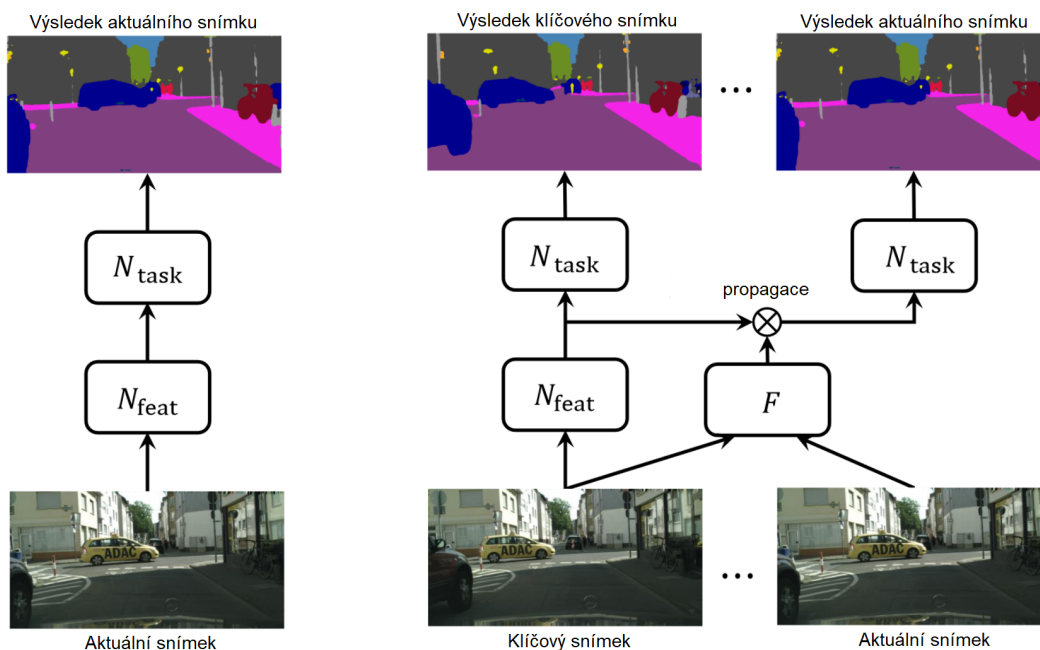 Výsledek aktuálního snímku
Výsledek klíčového snímku
Výsledek aktuálního snímku
N task
N task
N task
propagace
N feat
N feat
F
ADAC
ADAC
ADAC
Aktuální snímek
Klíčový snímek
Aktuální snímek